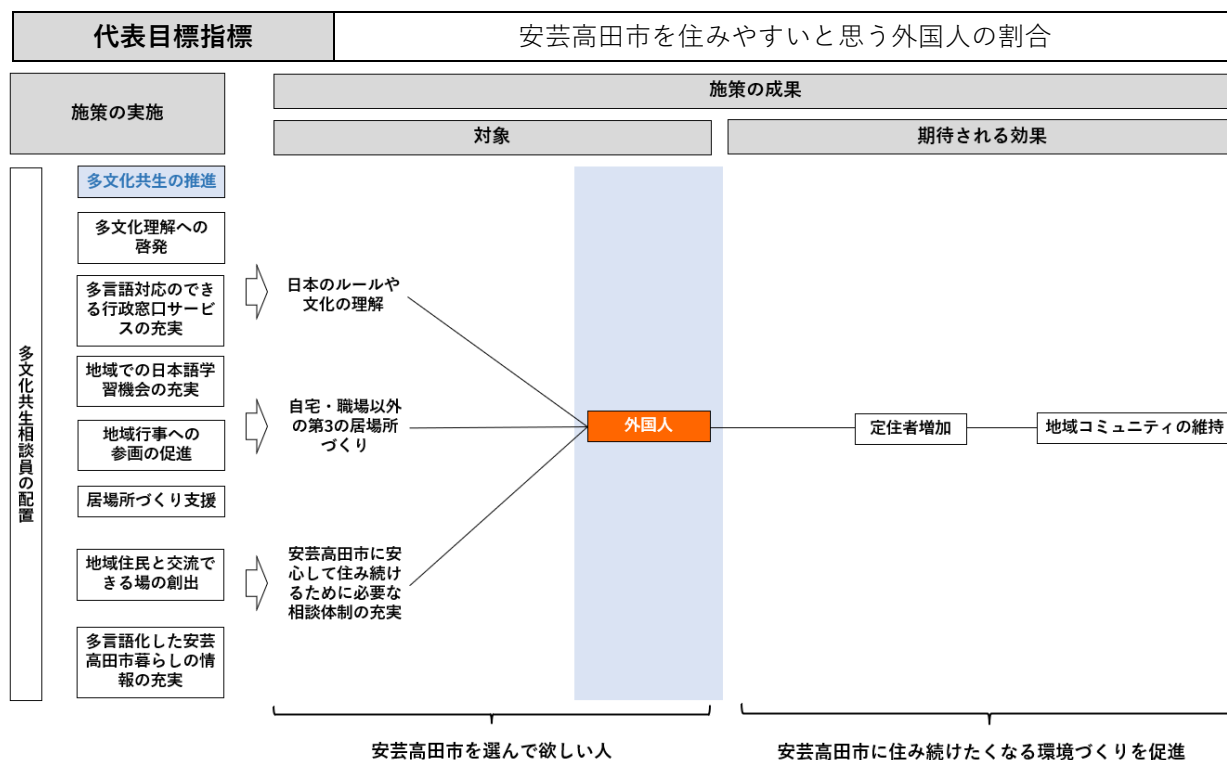 代表目標指標
安芸高田市を住みやすいと思う外国人の割合
施策の実施
施策の成果
対象
期待される効果
多文化共生相談員の配置
多文化共生の推進
多文化理解への
啓発
多言語対応のでき
る行政窓口サービ
スの充実
地域での日本語学
習機会の充実
地域行事への
参画の促進
居場所づくり支援
地域住民と交流で
きる場の創出
多言語化した安芸
高田市暮らしの情
報の充実
日本のルールや
文化の理解
自宅・職場以外
の第3の居場所
づくり
安芸高田市に安
心して住み続け
るために必要な
相談体制の充実
外国人
定住者増加
地域コミュニティの維持
安芸高田市を選んで欲しい人
安芸高田市に住み続けたくなる環境づくりを促進